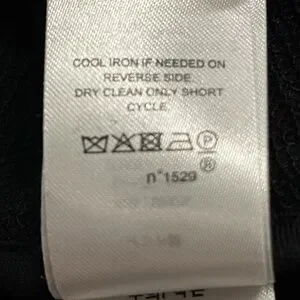 COOL IRON IF NEEDED ON
REVERSE SIDE.
DRY CLEAN ONLY SHORT
CYCLE.
P
®
n°1529